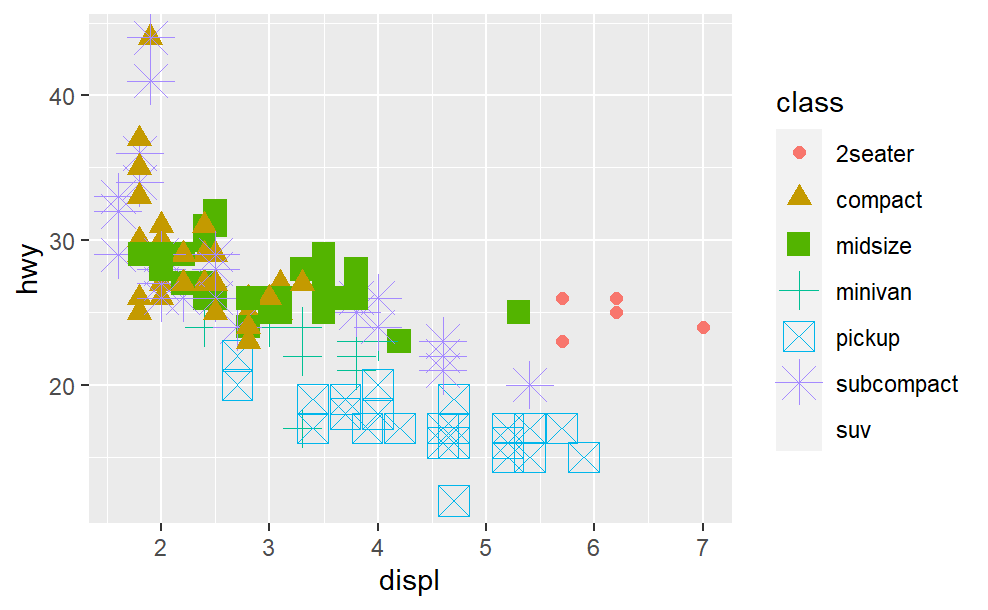 40
30
20
hwy
2 3 4 5 6 7
displ
class
2seater
compact
midsize
minivan
pickup
subcompact
suv